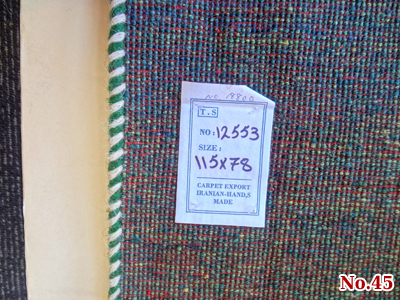 T.S
NO: 12553
SIZE:
115X78
CARPET EXPORT
IRANIAN-HAND,S
MADE
No.45